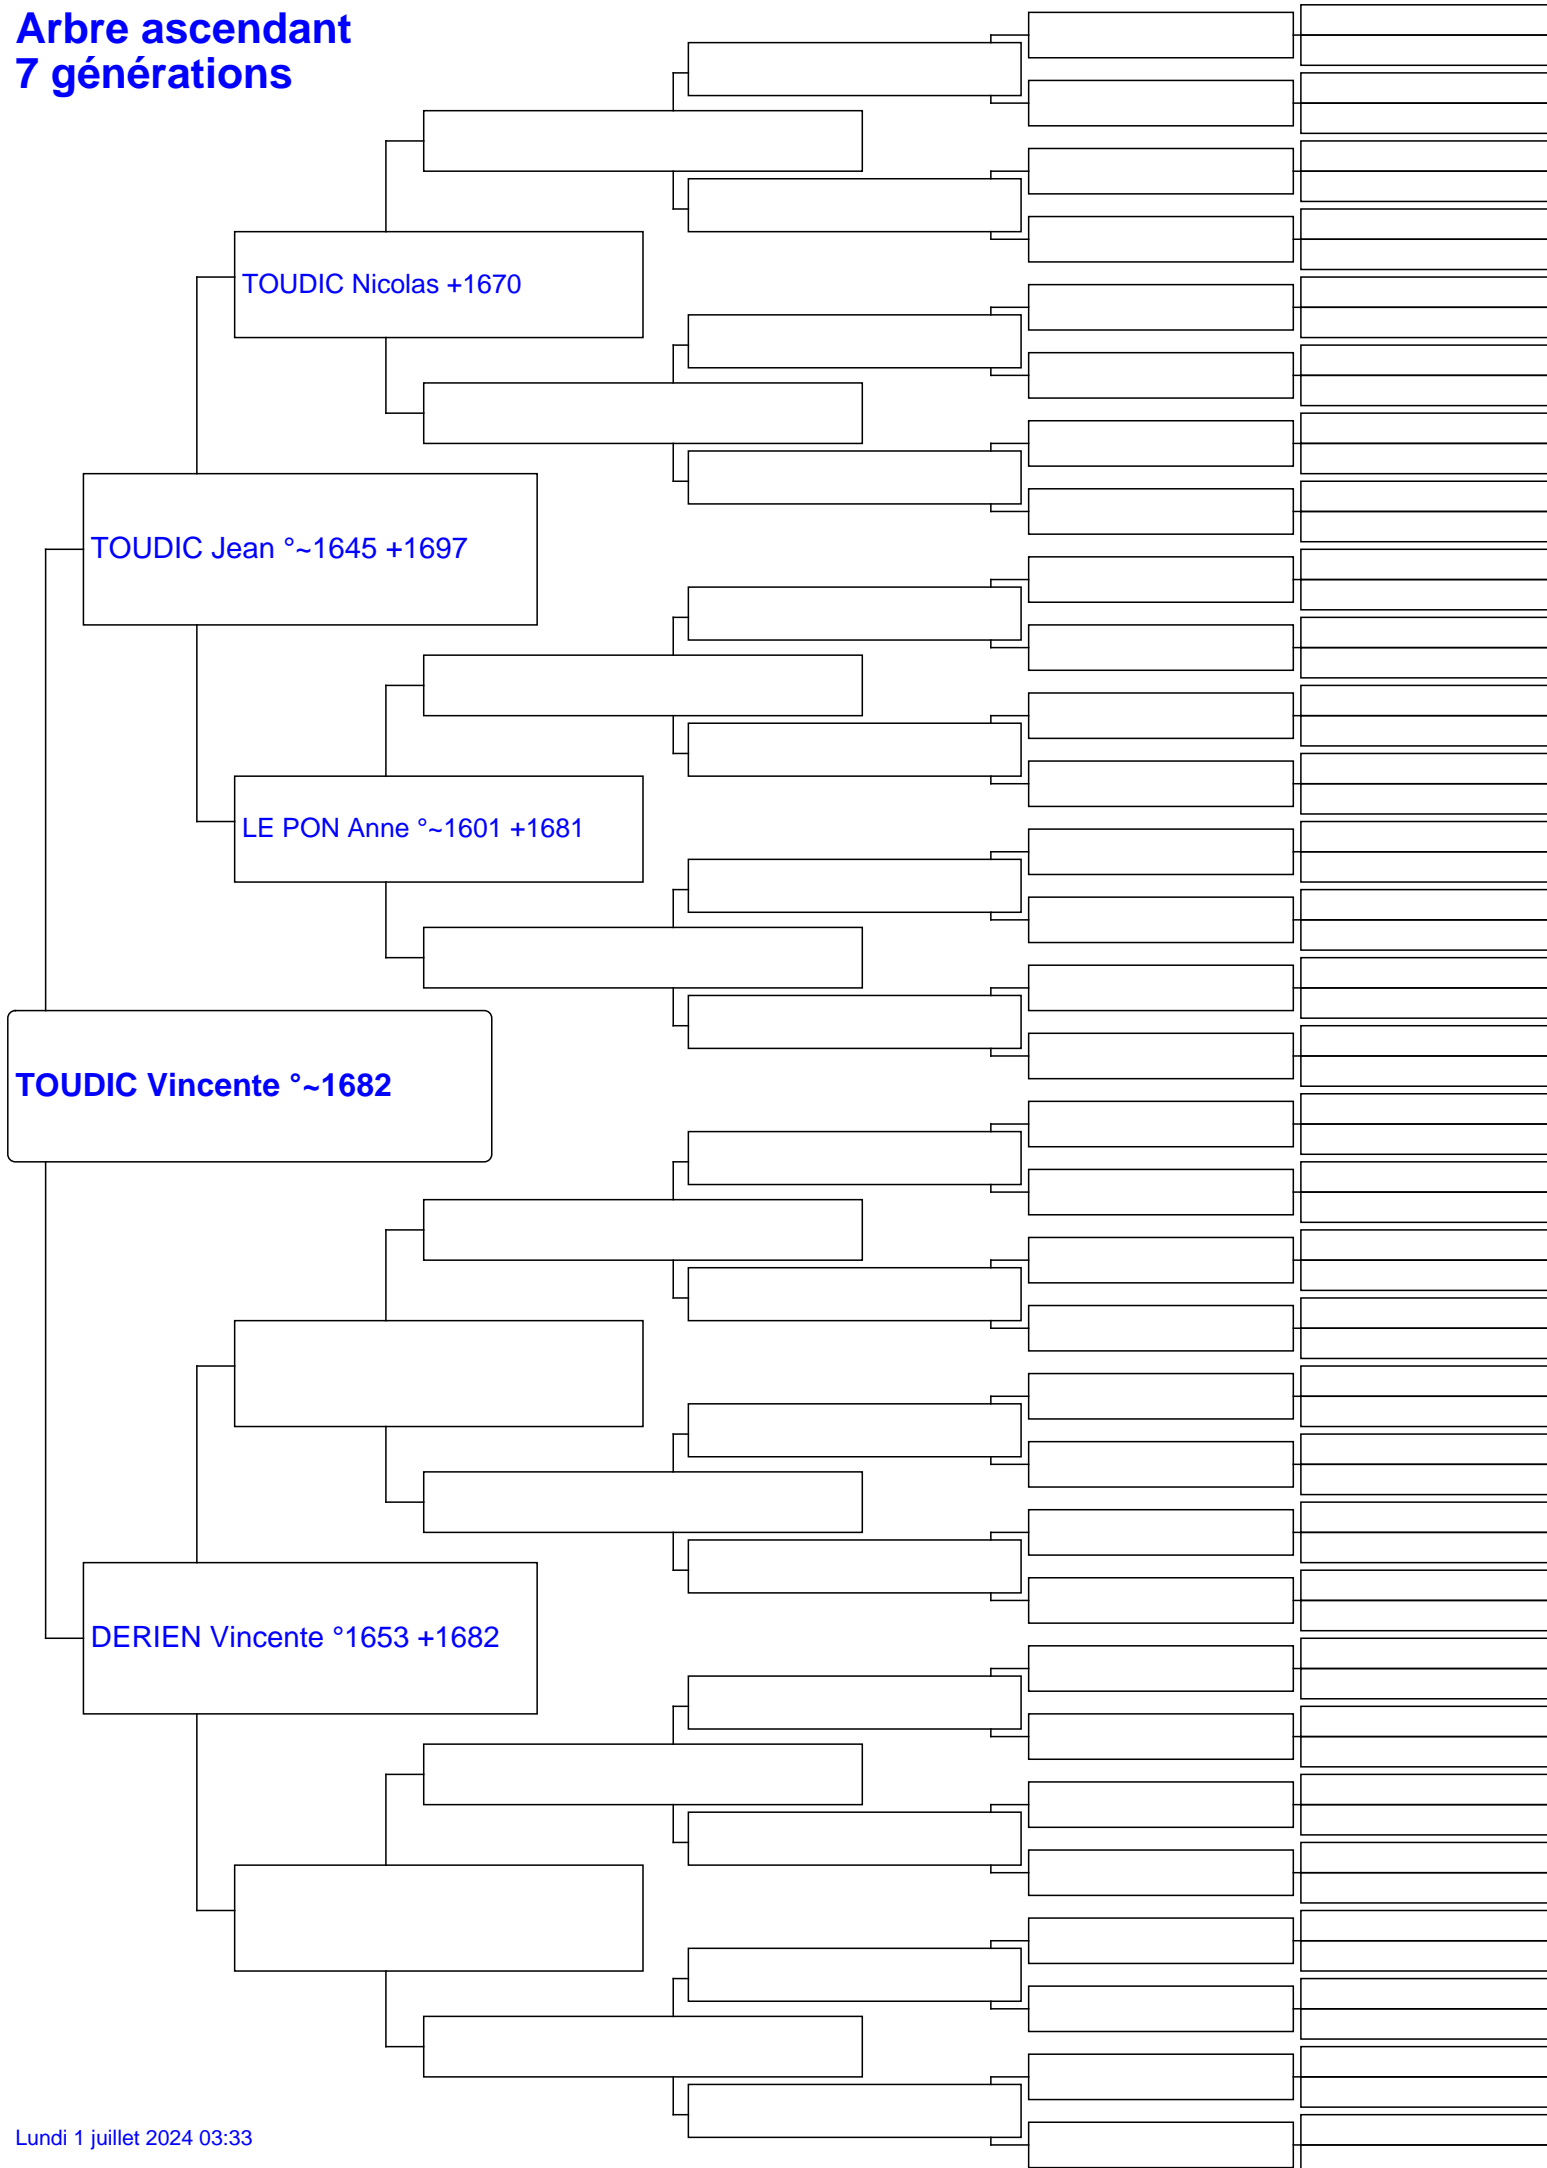 Arbre ascendant
7 générations
TOUDIC Nicolas +1670
TOUDIC Jean °~1645 +1697
LE PON Anne °~1601 +1681
TOUDIC Vincente °~1682
DERIEN Vincente °1653 +1682
Lundi 1 juillet 2024 03:33